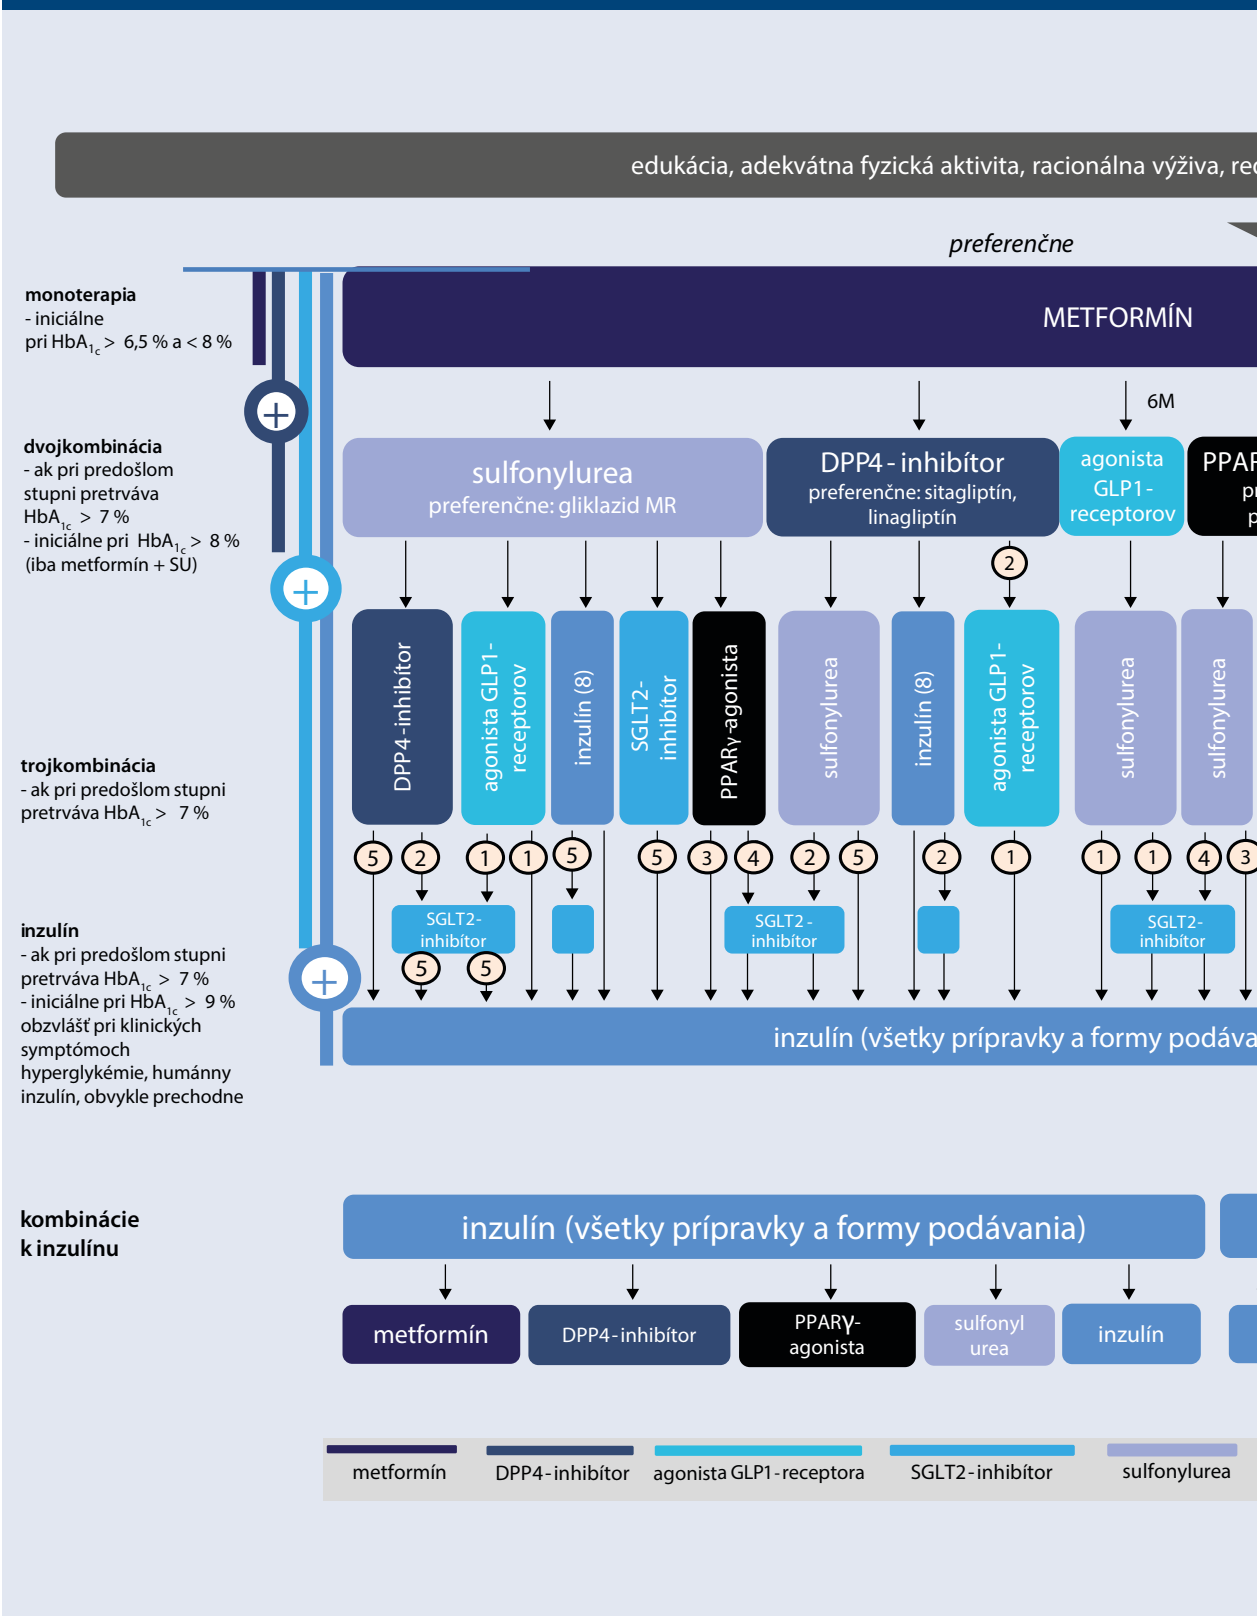 edukácia, adekvátna fyzická aktivita, racionálna výživa,
preferenčne
monoterapia
- iniciálne
pri HbA1c > 6,5 % a < 8 %
METFORMÍN
6M
dvojkombinácia
- ak pri predošlom
stupni pretrváva
HbA1c > 7 %
- iniciálne pri HbA1c > 8 %
(iba metformín + SU)
sulfonylurea
preferenčne: gliklazid MR
DPP4-inhibítor
preferenčne: sitagliptín,
linagliptín
agonista
GLP1-
receptorov
+
+
2
DPP4-inhibítor
agonista GLP1-
receptorov
inzulín (8)
SGLT2-
inhibítor
PPARγ-agonista
sulfonylurea
inzulín (8)
agonista GLP1-
receptorov
sulfonylurea
sulfonylurea
trojkombinácia
- ak pri predošlom stupni
pretrváva HbA1c > 7 %
5 2 1 1 5 5 3 4 2 5 2 1 1 1 4 3
SGLT2-
inhibítor
SGLT2-
inhibítor
SGLT2-
inhibítor
5 5
inzulín
- ak pri predošlom stupni
pretrváva HbA1c > 7 %
- iniciálne pri HbA1c > 9 %
obzvlášť pri klinických
symptómoch
hyperglykémie, humánny
inzulín, obvykle prechodne
+
inzulín (všetky prípravky a formy
kombinácie
k inzulínu
inzulín (všetky prípravky a formy podávania)
metformín
DPP4-inhibítor
PPARγ-
agonista
sulfonyl
urea
inzulín
metformín DPP4-inhibítor agonista GLP1-receptora SGLT2-inhibítor sulfonylurea